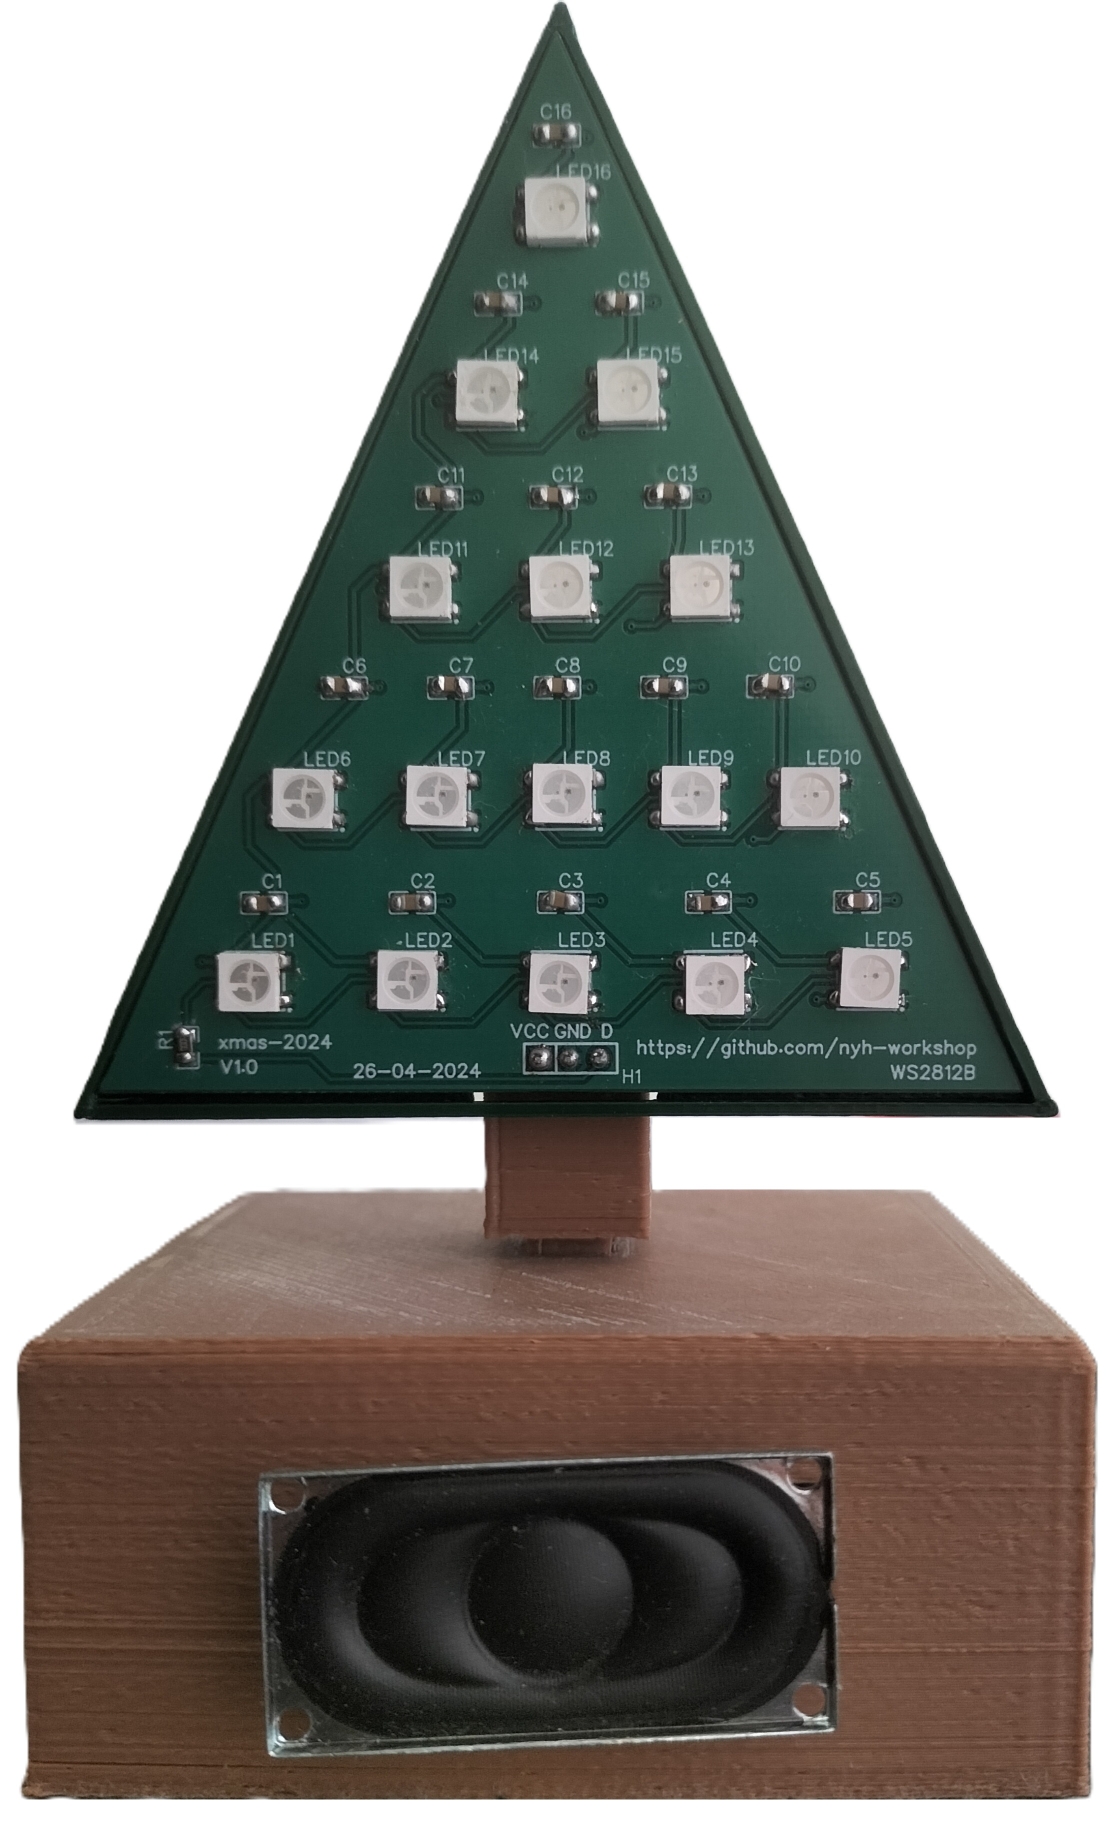 C16
LED16
C14 C15
LED14 LED15
C11 C12 C13
LED11 LED12 LED13
C6 C7 C8 C9 C10
LED6 LED7 LED8 LED9 LED10
C1 C2 C3 C4 C5
LED1 LED2 LED3 LED4 LED5
R1
xmas-2024
V1.0
26-04-2024
VCC GND D
H1
https://github.com/nyh-workshop
WS2812B